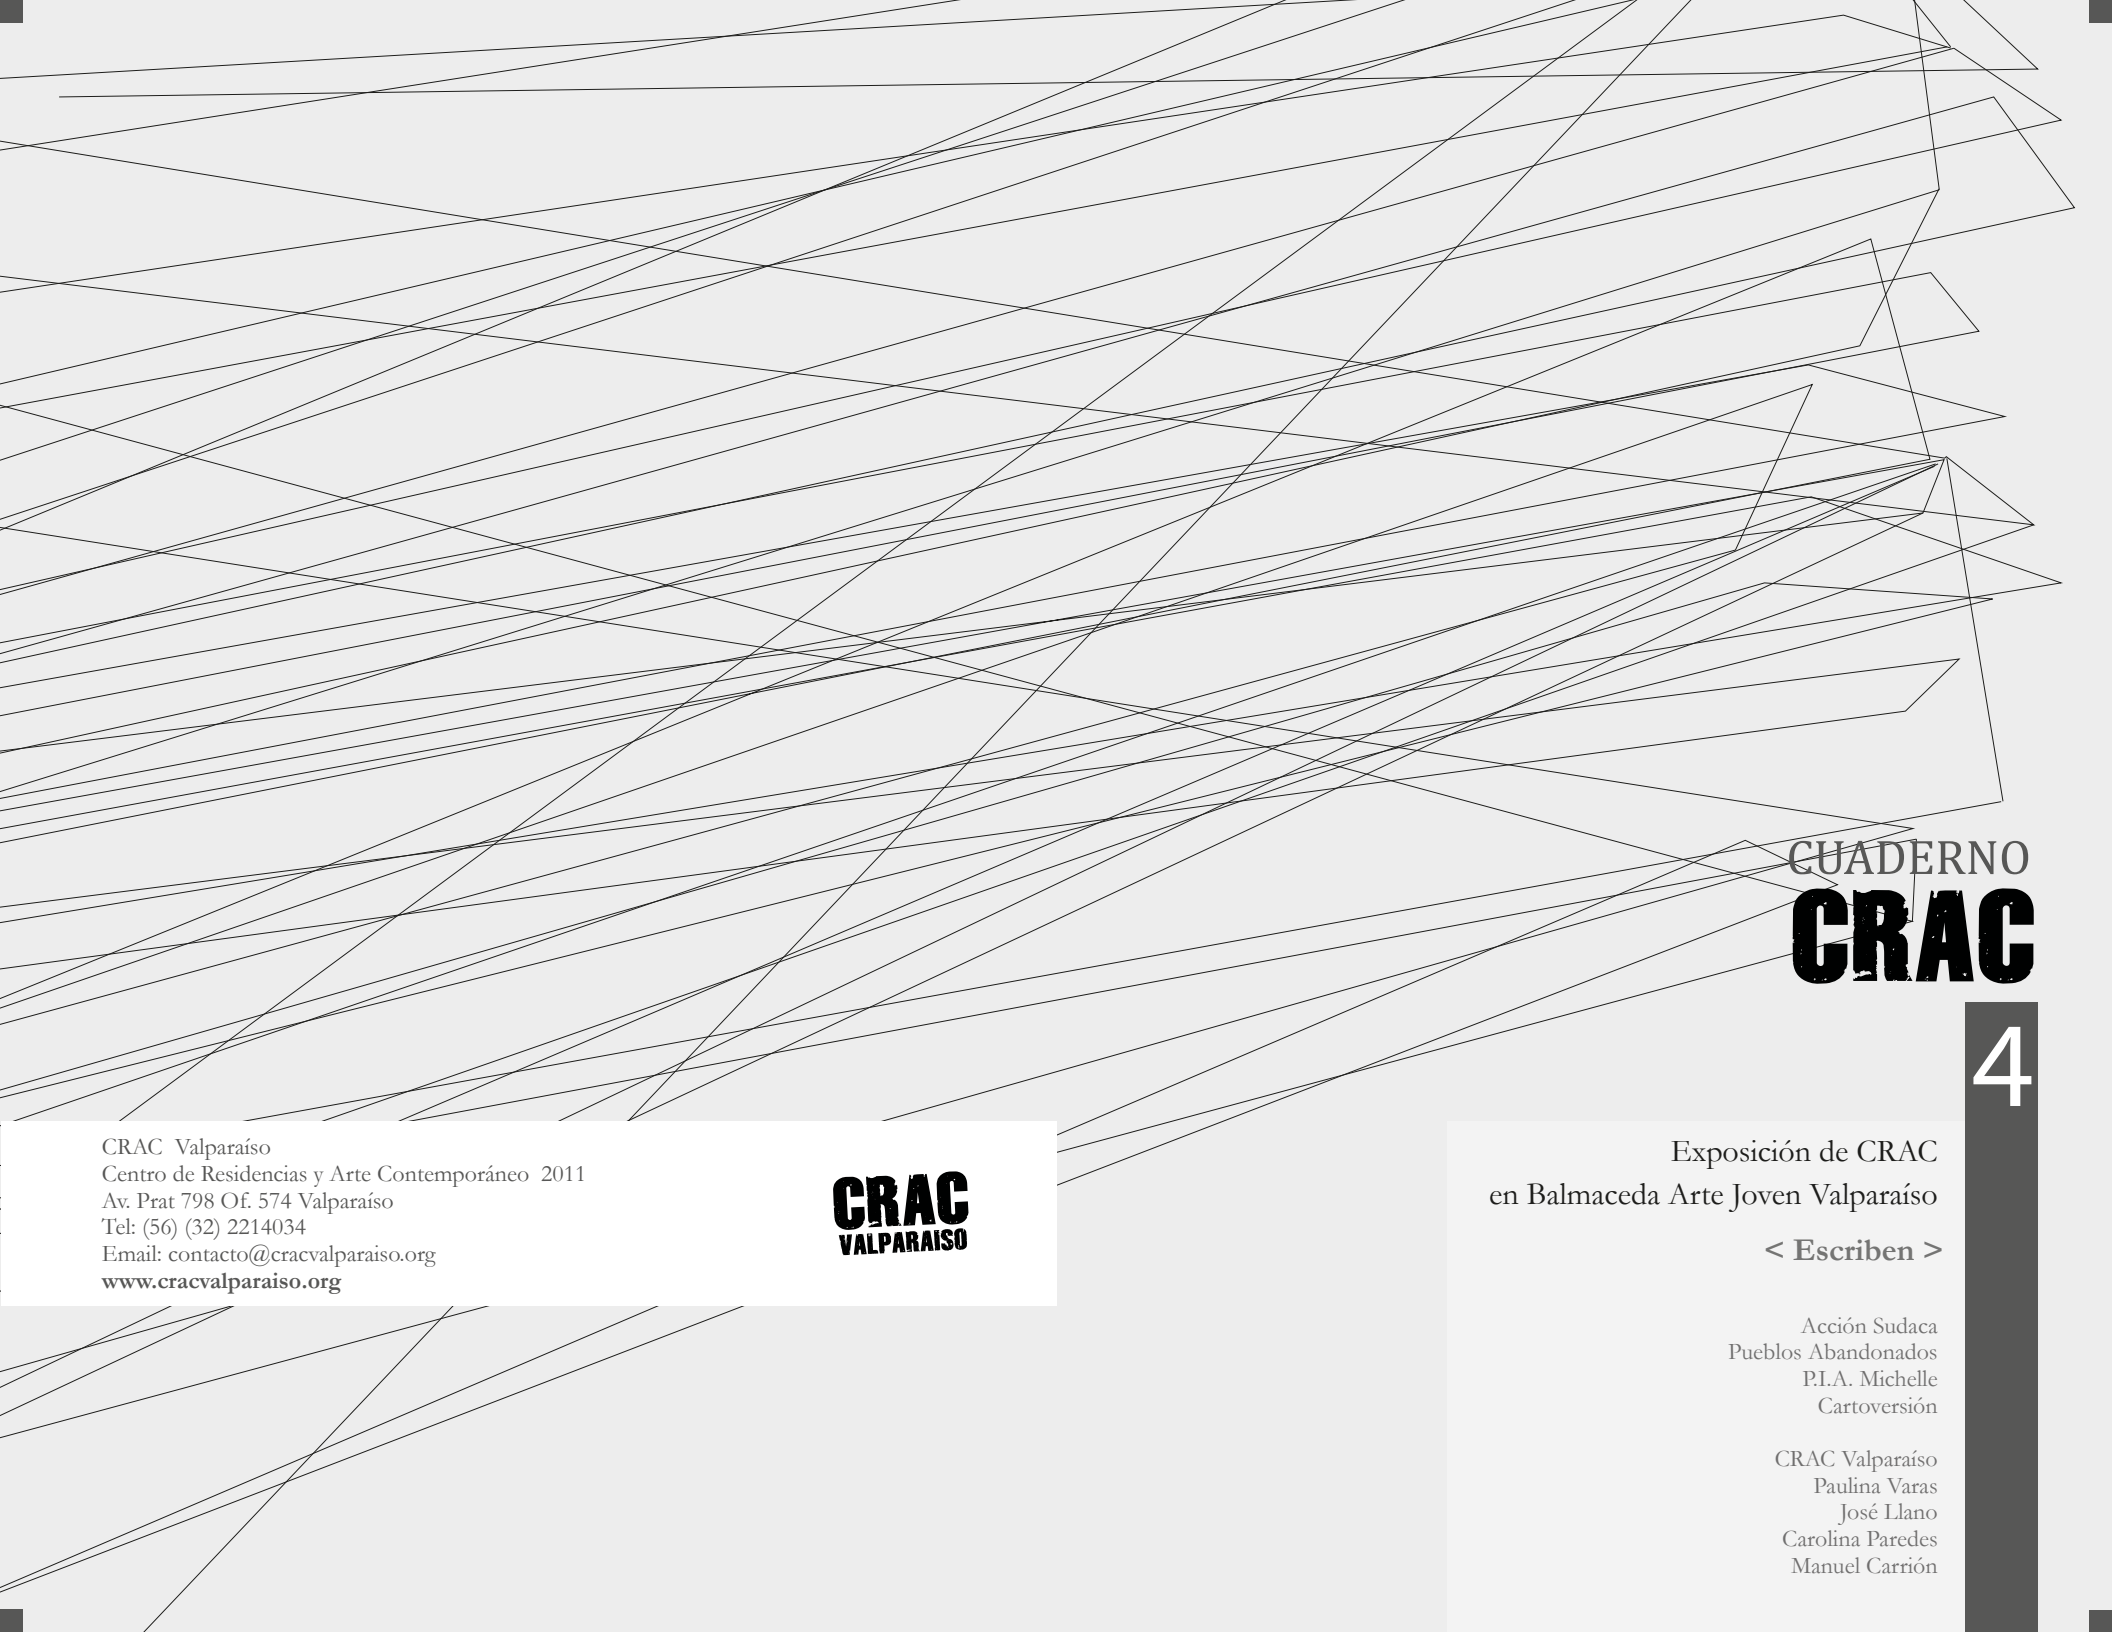 CUADERNO
CRAC
4
CRAC Valparaíso
Centro de Residencias y Arte Contemporáneo 2011
Av. Prat 798 Of. 574 Valparaíso
Tel: (56) (32) 2214034
Email: contacto@cracvalparaiso.org
www.cracvalparaiso.org
CRAC
VALPARAISO
Exposición de CRAC
en Balmaceda Arte Joven Valparaíso
< Escriben >
Acción Sudaca
Pueblos Abandonados
P.I.A. Michelle
Cartoversión
CRAC Valparaíso
Paulina Varas
José Llano
Carolina Paredes
Manuel Carrión